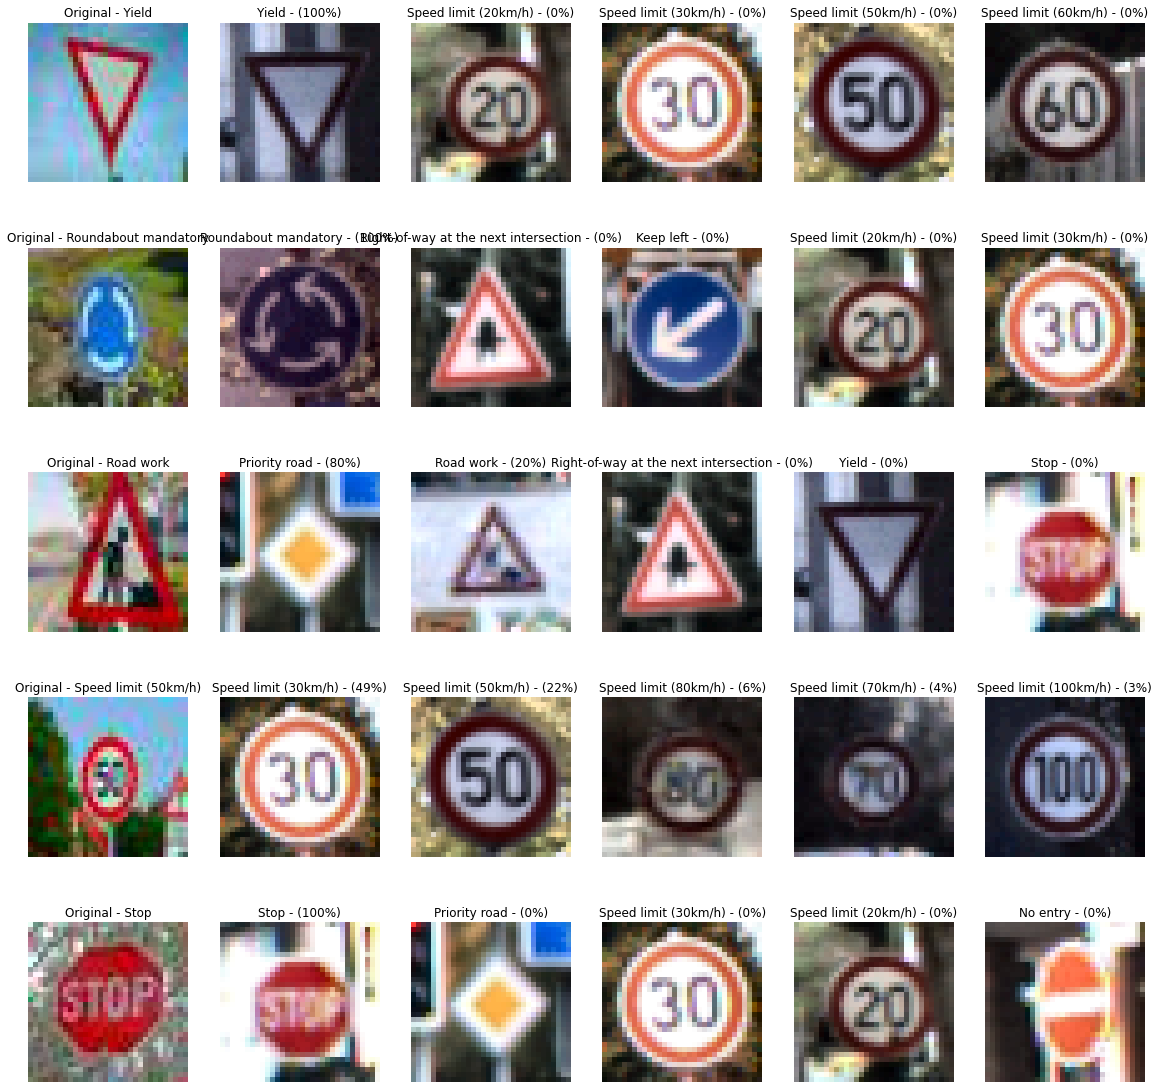 Original - Yield
Yield - (100%)
Speed limit (20km/h) - (0%)
Speed limit (30km/h) - (0%)
Speed limit (50km/h) - (0%)
Speed limit (60km/h) - (0%)
20
30
50
60
Original - Roundabout mandatory
Roundabout mandatory - (100%)
Right-of-way at the next intersection - (0%)
Keep left - (0%)
Speed limit (20km/h) - (0%)
Speed limit (30km/h) - (0%)
20
30
Original - Road work
Priority road - (80%)
Road work - (20%)
Right-of-way at the next intersection - (0%)
Yield - (0%)
Stop - (0%)
STOP
Original - Speed limit (50km/h)
Speed limit (30km/h) - (49%)
Speed limit (50km/h) - (22%)
Speed limit (80km/h) - (6%)
Speed limit (70km/h) - (4%)
Speed limit (100km/h) - (3%)
30
50
80
70
100
Original - Stop
Stop - (100%)
Priority road - (0%)
Speed limit (30km/h) - (0%)
Speed limit (20km/h) - (0%)
No entry - (0%)
STOP
STOP
30
20